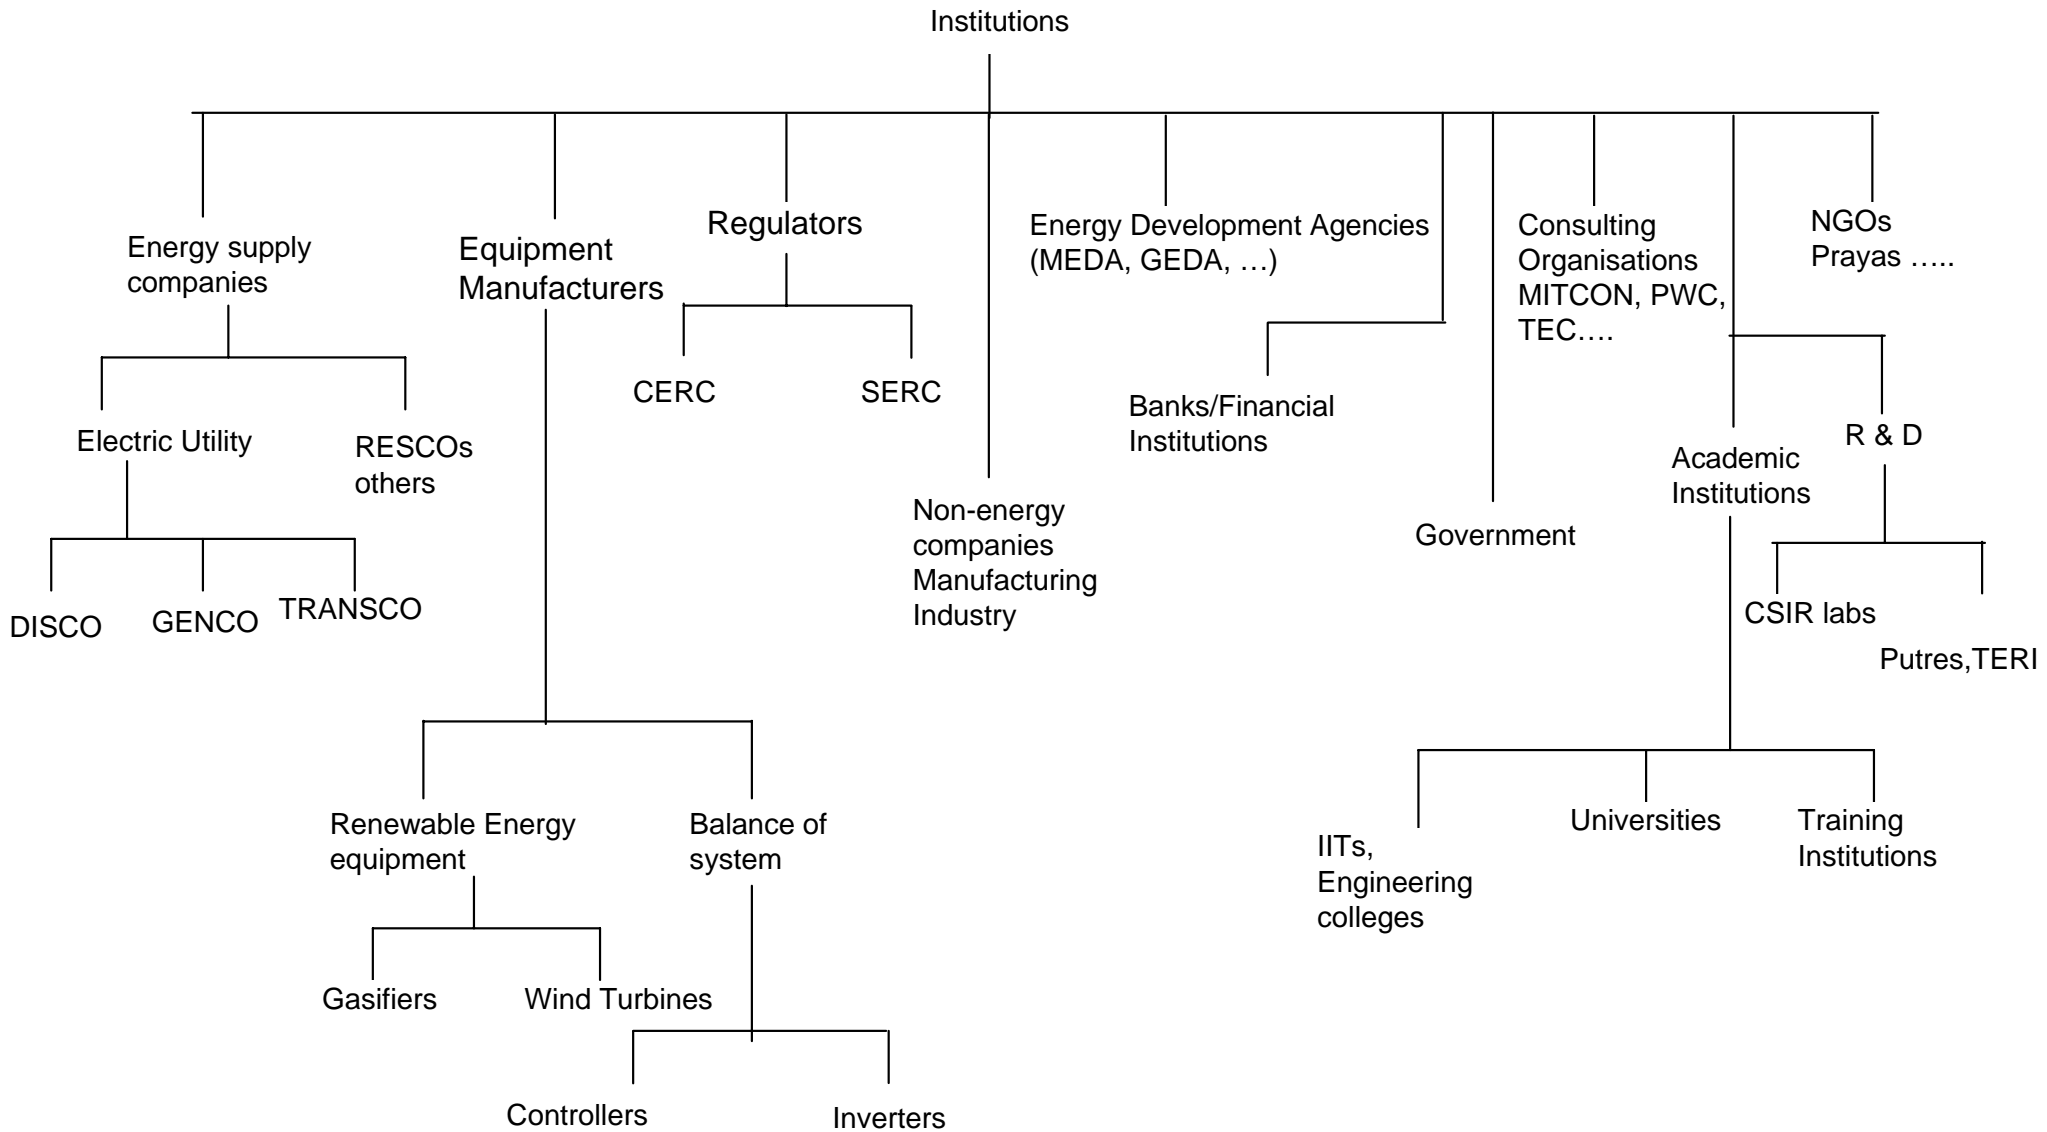 Institutions
Energy supply
companies
Equipment
Manufacturers
Regulators
Energy Development Agencies
(MEDA, GEDA, …)
Consulting
Organisations
MITCON, PWC,
TEC….
NGOs
Prayas …..
CERC
SERC
Banks/Financial
Institutions
Electric Utility
RESCOs
others
R & D
Academic
Institutions
Non-energy
companies
Manufacturing
Industry
Government
DISCO
GENCO
TRANSCO
CSIR labs
Putres,TERI
Renewable Energy
equipment
Balance of
system
IITs,
Engineering
colleges
Universities
Training
Institutions
Gasifiers
Wind Turbines
Controllers
Inverters